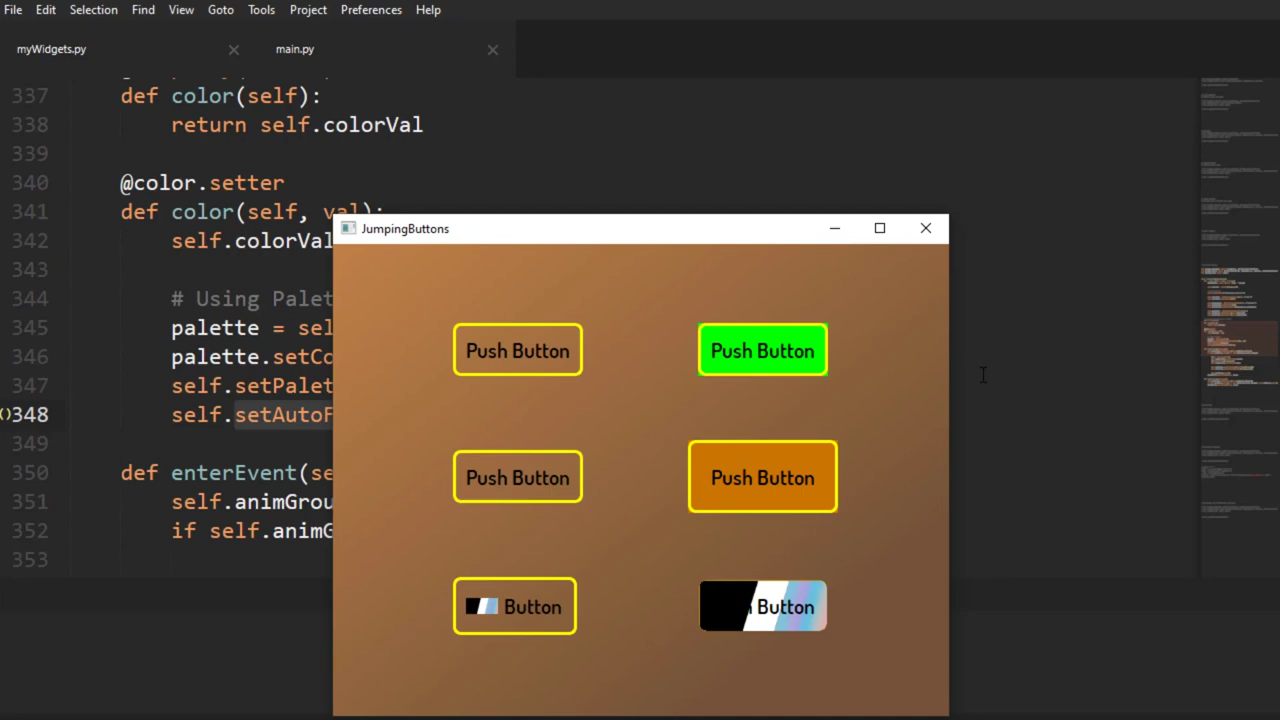 File Edit Selection Find View Goto Tools Project Preferences Help
myWidgets.py main.py
337 def color(self):
338 return self.colorVal
339
340 @color.setter
341 def color(self, val):
342 self.colorVal
343
344 # Using Palet
345 palette = sel
346 palette.setCo
347 self.setPalet
348 self.setAutoF
349
350 def enterEvent(se
351 self.animGrou
352 if self.animG
353
JumpingButtons
Push Button Push Button
Push Button Push Button
Button Button